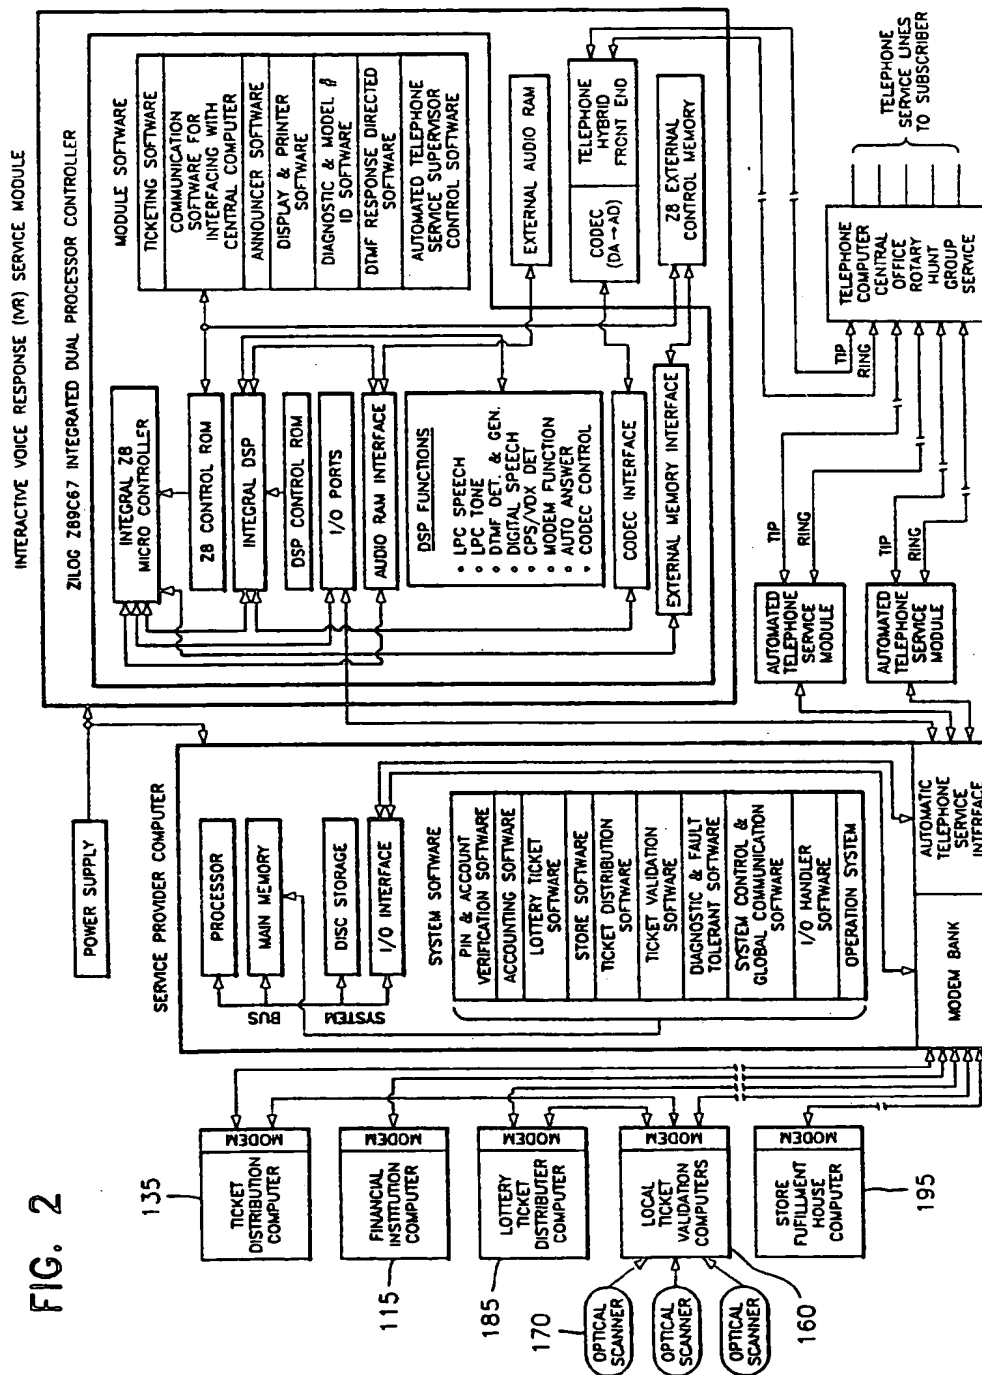 FIG. 2
INTERACTIVE VOICE RESPONSE (IVR) SERVICE MODULE
ZILOG Z89C67 INTEGRATED DUAL PROCESSOR CONTROLLER
INTEGRAL Z8
MICRO CONTROLLER
Z8 CONTROL ROM
INTEGRAL DSP
DSP CONTROL ROM
I/O PORTS
AUDIO RAM INTERFACE
DSP FUNCTIONS
LPC SPEECH
LPC TONE
DTMF DET. & GEN.
DIGITAL SPEECH
CPS/VOX DET
MODEM FUNCTION
AUTO ANSWER
CODEC CONTROL
CODEC INTERFACE
EXTERNAL MEMORY INTERFACE
MODULE SOFTWARE
TICKETING SOFTWARE
COMMUNICATION
SOFTWARE FOR
INTERFACING WITH
CENTRAL COMPUTER
ANNOUNCER SOFTWARE
DISPLAY & PRINTER
SOFTWARE
DIAGNOSTIC & MODEL #
ID SOFTWARE
DTMF RESPONSE DIRECTED
SOFTWARE
AUTOMATED TELEPHONE
SERVICE SUPERVISOR
CONTROL SOFTWARE
EXTERNAL AUDIO RAM
CODEC
(DA→AD)
TELEPHONE
HYBRID
FRONT END
Z8 EXTERNAL
CONTROL MEMORY
POWER SUPPLY
SERVICE PROVIDER COMPUTER
PROCESSOR
MAIN MEMORY
DISC STORAGE
I/O INTERFACE
SYSTEM
BUS
SYSTEM SOFTWARE
PIN & ACCOUNT
VERIFICATION SOFTWARE
ACCOUNTING SOFTWARE
LOTTERY TICKET
SOFTWARE
STORE SOFTWARE
TICKET DISTRIBUTION
SOFTWARE
TICKET VALIDATION
SOFTWARE
DIAGNOSTIC & FAULT
TOLERANT SOFTWARE
SYSTEM CONTROL &
GLOBAL COMMUNICATION
SOFTWARE
I/O HANDLER
SOFTWARE
OPERATION SYSTEM
MODEM BANK
AUTOMATIC
TELEPHONE
SERVICE
INTERFACE
AUTOMATED
TELEPHONE
SERVICE
MODULE
TIP
RING
AUTOMATED
TELEPHONE
SERVICE
MODULE
TIP
RING
TIP
RING
TELEPHONE
COMPUTER
CENTRAL
OFFICE
ROTARY
HUNT
GROUP
SERVICE
TELEPHONE
SERVICE LINES
TO SUBSCRIBER
135
TICKET
DISTRIBUTION
COMPUTER
MODEM
115
FINANCIAL
INSTITUTION
COMPUTER
MODEM
185
LOTTERY
TICKET
DISTRIBUTER
COMPUTER
MODEM
160
LOCAL
TICKET
VALIDATION
COMPUTERS
MODEM
195
STORE
FUFILLMENT
HOUSE
COMPUTER
MODEM
170
OPTICAL
SCANNER
OPTICAL
SCANNER
OPTICAL
SCANNER